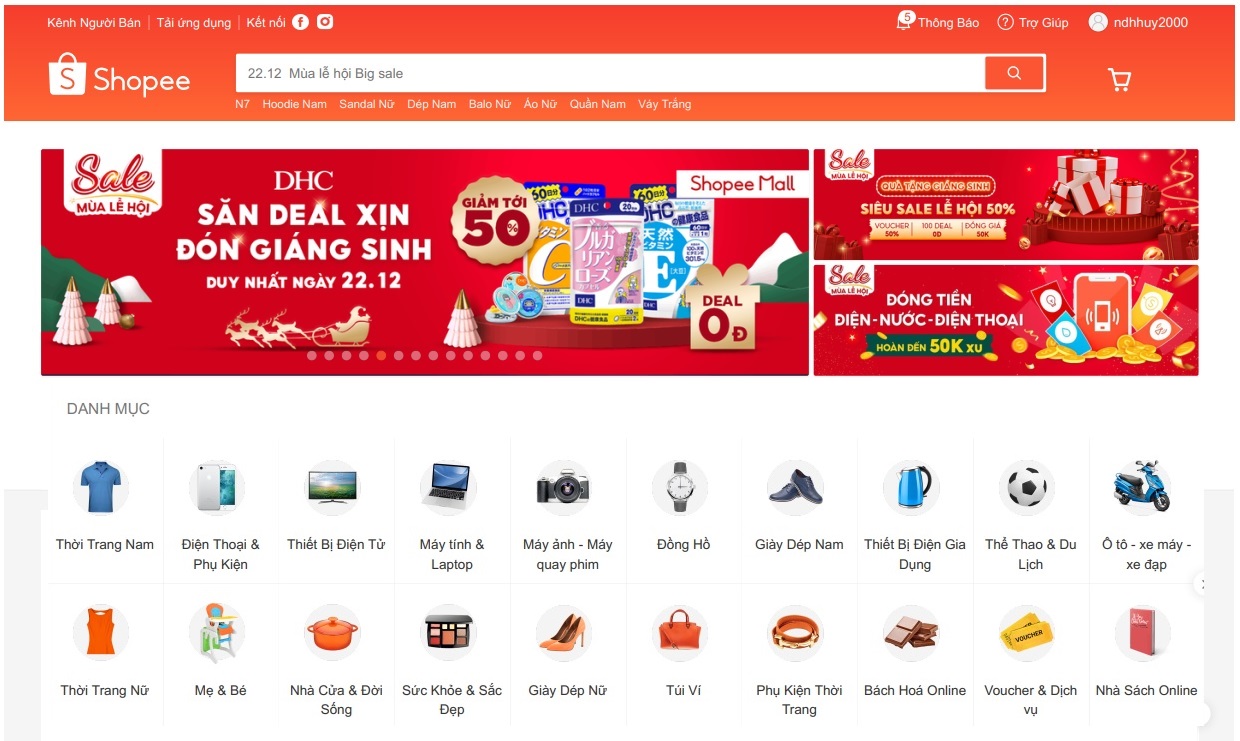 Kênh Người Bán
Tải ứng dụng
Kết nối
5
Thông Báo
Trợ Giúp
ndhhuy2000
S Shopee
22.12 Mùa lễ hội Big sale
N7 Hoodie Nam Sandal Nữ Dép Nam Balo Nữ Áo Nữ Quần Nam Váy Trắng
Sale
MÙA LỄ HỘI
DHC
SĂN DEAL XỊN
ĐÓN GIÁNG SINH
DUY NHẤT NGÀY 22.12
GIẢM TỚI
50%
Shopee Mall
DEAL
0Đ
Sale
MÙA LỄ HỘI
QUÀ TẶNG GIÁNG SINH
SIÊU SALE LỄ HỘI 50%
VOUCHER
50%
100 DEAL
0Đ
ĐỒNG GIÁ
50K
Sale
MÙA LỄ HỘI
ĐÓNG TIỀN
ĐIỆN-NƯỚC-ĐIỆN THOẠI
HOÀN ĐẾN 50K XU
DANH MỤC
Thời Trang Nam
Điện Thoại &
Phụ Kiện
Thiết Bị Điện Tử
Máy tính &
Laptop
Máy ảnh - Máy
quay phim
Đồng Hồ
Giày Dép Nam
Thiết Bị Điện Gia
Dụng
Thể Thao & Du
Lịch
Ô tô - xe máy -
xe đạp
Thời Trang Nữ
Mẹ & Bé
Nhà Cửa & Đời
Sống
Sức Khỏe & Sắc
Đẹp
Giày Dép Nữ
Túi Ví
Phụ Kiện Thời
Trang
Bách Hoá Online
VOUCHER
Voucher & Dịch
vụ
Nhà Sách Online